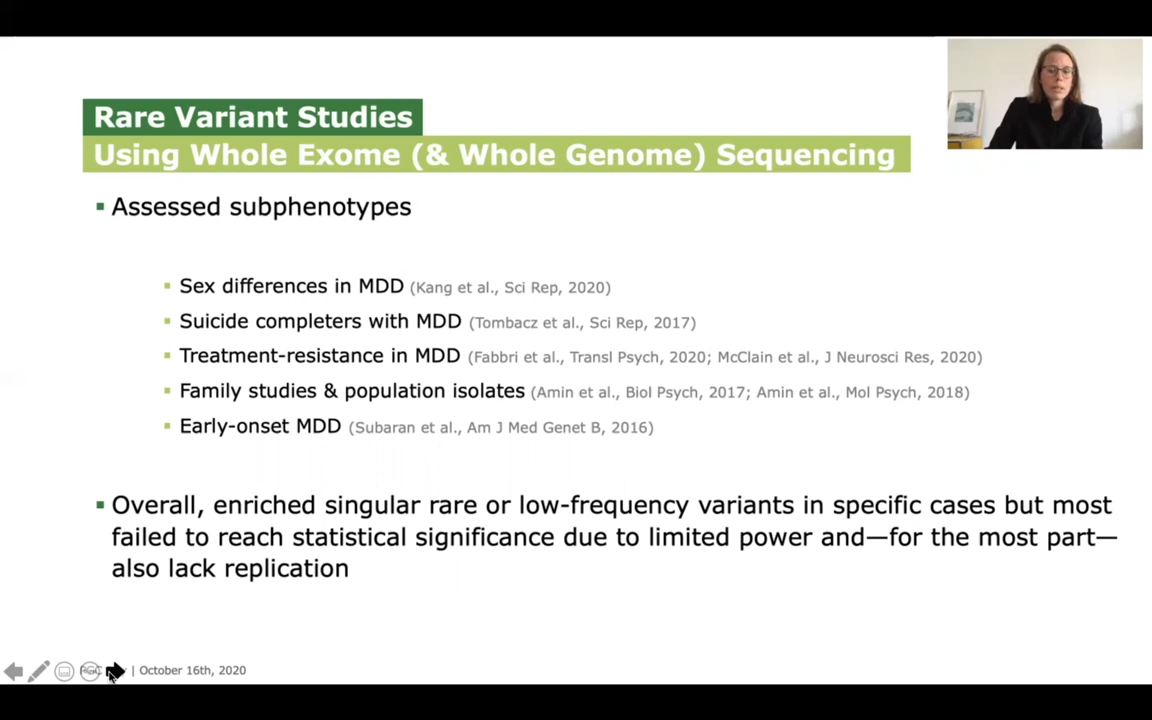 Rare Variant Studies
Using Whole Exome (& Whole Genome) Sequencing
Assessed subphenotypes
Sex differences in MDD (Kang et al., Sci Rep, 2020)
Suicide completers with MDD (Tombacz et al., Sci Rep, 2017)
Treatment-resistance in MDD (Fabbri et al., Transl Psych, 2020; McClain et al., J Neurosci Res, 2020)
Family studies & population isolates (Amin et al., Biol Psych, 2017; Amin et al., Mol Psych, 2018)
Early-onset MDD (Subaran et al., Am J Med Genet B, 2016)
Overall, enriched singular rare or low-frequency variants in specific cases but most
failed to reach statistical significance due to limited power and—for the most part—
also lack replication
| October 16th, 2020